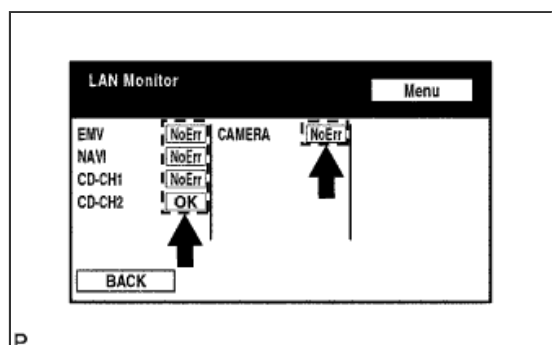 LAN Monitor
Menu
EMV NoErr CAMERA NoErr
NAVI NoErr
CD-CH1 NoErr
CD-CH2 OK
BACK
P